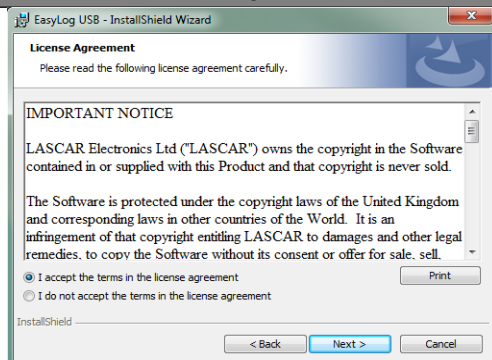 EasyLog USB - InstallShield Wizard
License Agreement
Please read the following license agreement carefully.
IMPORTANT NOTICE
LASCAR Electronics Ltd ("LASCAR") owns the copyright in the Software
contained in or supplied with this Product and that copyright is never sold.
The Software is protected under the copyright laws of the United Kingdom
and corresponding laws in other countries of the World. It is an
infringement of that copyright entitling LASCAR to damages and other legal
remedies, to copy the Software without its consent or offer for sale, sell,
I accept the terms in the license agreement
Print
I do not accept the terms in the license agreement
InstallShield
< Back
Next >
Cancel